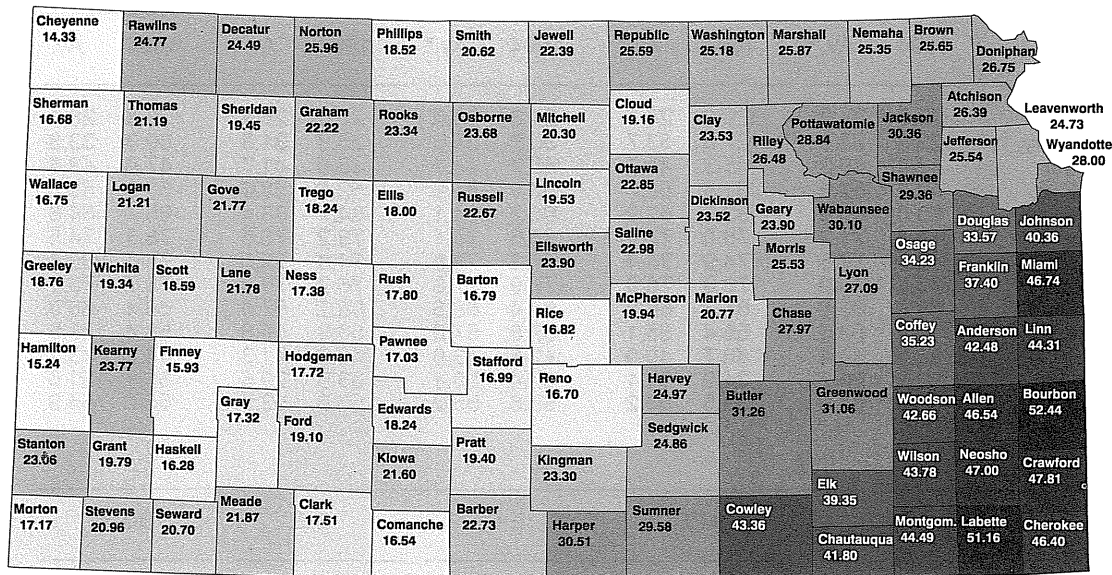 Cheyenne
14.33
Rawlins
24.77
Decatur
24.49
Norton
25.96
Phillips
18.52
Smith
20.62
Jewell
22.39
Republic
25.59
Washington
25.18
Marshall
25.87
Nemaha
25.35
Brown
25.65
Doniphan
26.75
Sherman
16.68
Thomas
21.19
Sheridan
19.45
Graham
22.22
Rooks
23.34
Osborne
23.68
Mitchell
20.30
Cloud
19.16
Clay
23.53
Riley
26.48
Pottawatomie
28.84
Jackson
30.36
Atchison
26.39
Jefferson
25.54
Leavenworth
24.73
Wyandotte
28.00
Wallace
16.75
Logan
21.21
Gove
21.77
Trego
18.24
Ellis
18.00
Russell
22.67
Lincoln
19.53
Ottawa
22.85
Saline
22.98
Dickinson
23.52
Geary
23.90
Wabaunsee
30.10
Shawnee
29.36
Douglas
33.57
Johnson
40.36
Greeley
18.76
Wichita
19.34
Scott
18.59
Lane
21.78
Ness
17.38
Rush
17.80
Barton
16.79
Ellsworth
23.90
Rice
16.82
McPherson
19.94
Marion
20.77
Morris
25.53
Chase
27.97
Lyon
27.09
Osage
34.23
Franklin
37.40
Miami
46.74
Coffey
35.23
Anderson
42.48
Linn
44.31
Hamilton
15.24
Kearny
23.77
Finney
15.93
Gray
17.32
Hodgeman
17.72
Ford
19.10
Pawnee
17.03
Edwards
18.24
Stafford
16.99
Reno
16.70
Harvey
24.97
Sedgwick
24.86
Butler
31.26
Greenwood
31.06
Woodson
42.66
Allen
46.54
Bourbon
52.44
Stanton
23.06
Grant
19.79
Haskell
16.28
Kiowa
21.60
Pratt
19.40
Kingman
23.30
Wilson
43.78
Neosho
47.00
Crawford
47.81
Morton
17.17
Stevens
20.96
Seward
20.70
Meade
21.87
Clark
17.51
Comanche
16.54
Barber
22.73
Harper
30.51
Sumner
29.58
Cowley
43.36
Elk
39.35
Chautauqua
41.80
Montgom.
44.49
Labette
51.16
Cherokee
46.40